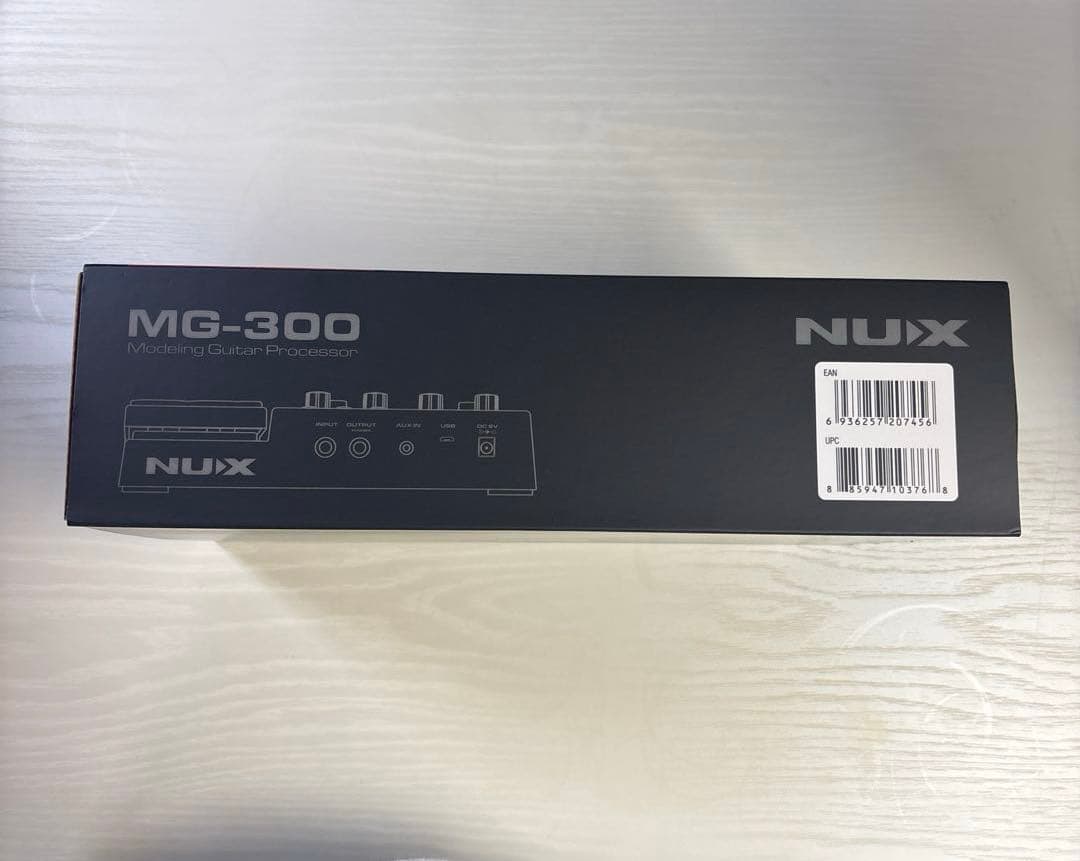 MG-300
Modeling Guitar Processor
NUX
INPUT OUTPUT AUX IN USB DC 9V
NUX
EAN
6 936257 207456
UPC
8 85947 10376 8